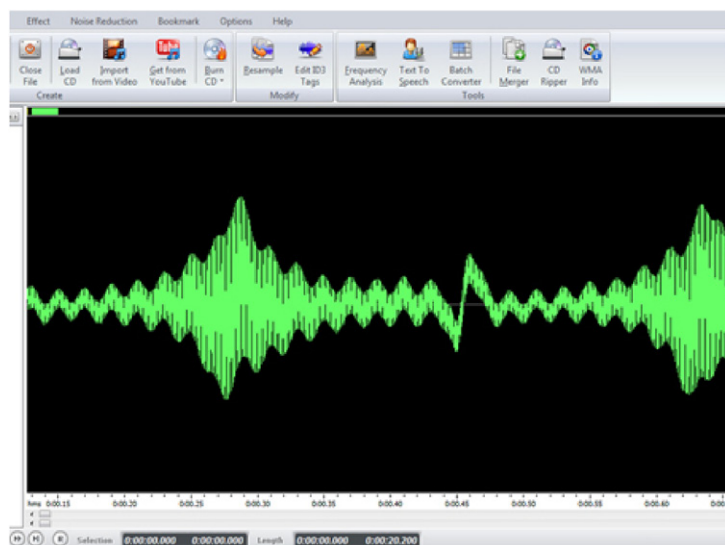 Effect Noise Reduction Bookmark Options Help
Close File
Load CD
Import from Video
Get from YouTube
Burn CD
Resample
Edit ID3 Tags
Frequency Analysis
Text To Speech
Batch Converter
File Merger
CD Ripper
WMA Info
Create Modify Tools
hms 0:00.15 0:00.20 0:00.25 0:00.30 0:00.35 0:00.40 0:00.45 0:00.50 0:00.55 0:00.60
Selection 0:00:00.000 0:00:00.000 Length 0:00:00.000 0:00:20.200